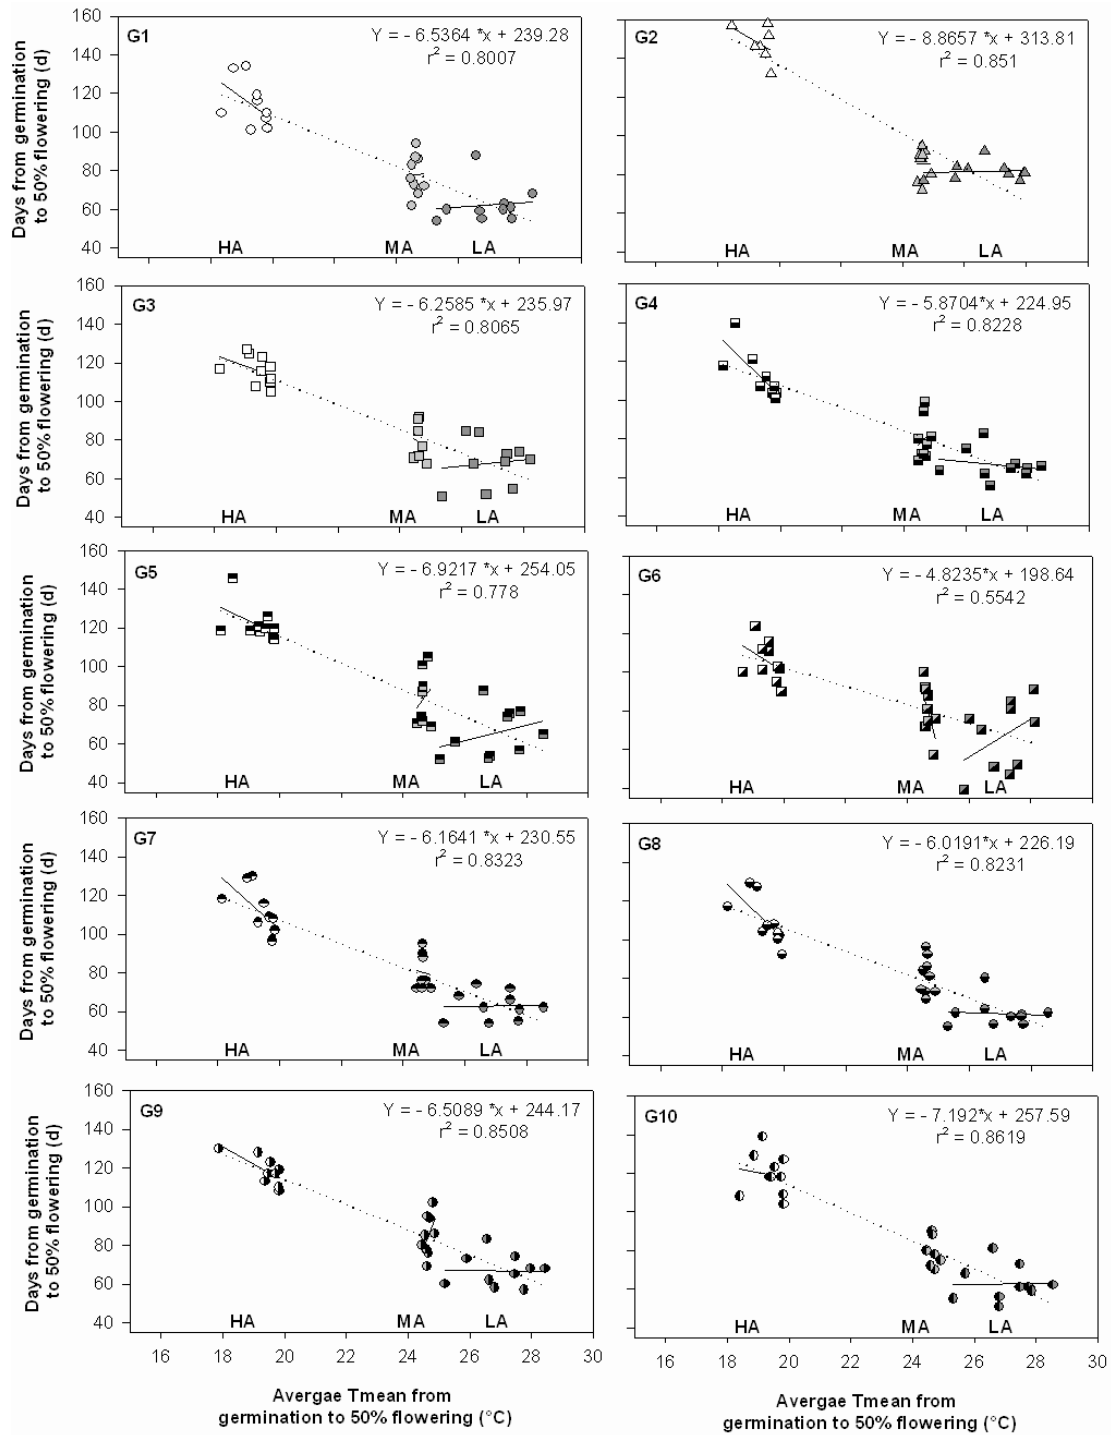 G1
Y = - 6.5364 *x + 239.28
r² = 0.8007
160
140
120
100
80
60
40
HA MA LA
Days from germination
to 50% flowering (d)
G2
Y = - 8.8657 *x + 313.81
r² = 0.851
HA MA LA
G3
Y = - 6.2585 *x + 235.97
r² = 0.8065
160
140
120
100
80
60
40
HA MA LA
Days from germination
to 50% flowering (d)
G4
Y = - 5.8704*x + 224.95
r² = 0.8228
HA MA LA
G5
Y = - 6.9217 *x + 254.05
r² = 0.778
160
140
120
100
80
60
40
HA MA LA
Days from germination
to 50% flowering (d)
G6
Y = - 4.8235*x + 198.64
r² = 0.5542
HA MA LA
G7
Y = - 6.1641 *x + 230.55
r² = 0.8323
160
140
120
100
80
60
40
HA MA LA
Days from germination
to 50% flowering (d)
G8
Y = - 6.0191*x + 226.19
r² = 0.8231
HA MA LA
G9
Y = - 6.5089 *x + 244.17
r² = 0.8508
160
140
120
100
80
60
40
HA MA LA
Days from germination
to 50% flowering (d)
16 20 22 24 26 28 30
Avergae Tmean from
germination to 50% flowering (°C)
G10
Y = - 7.192*x + 257.59
r² = 0.8619
HA MA LA
16 18 20 22 24 26 28 30
Avergae Tmean from
germination to 50% flowering (°C)